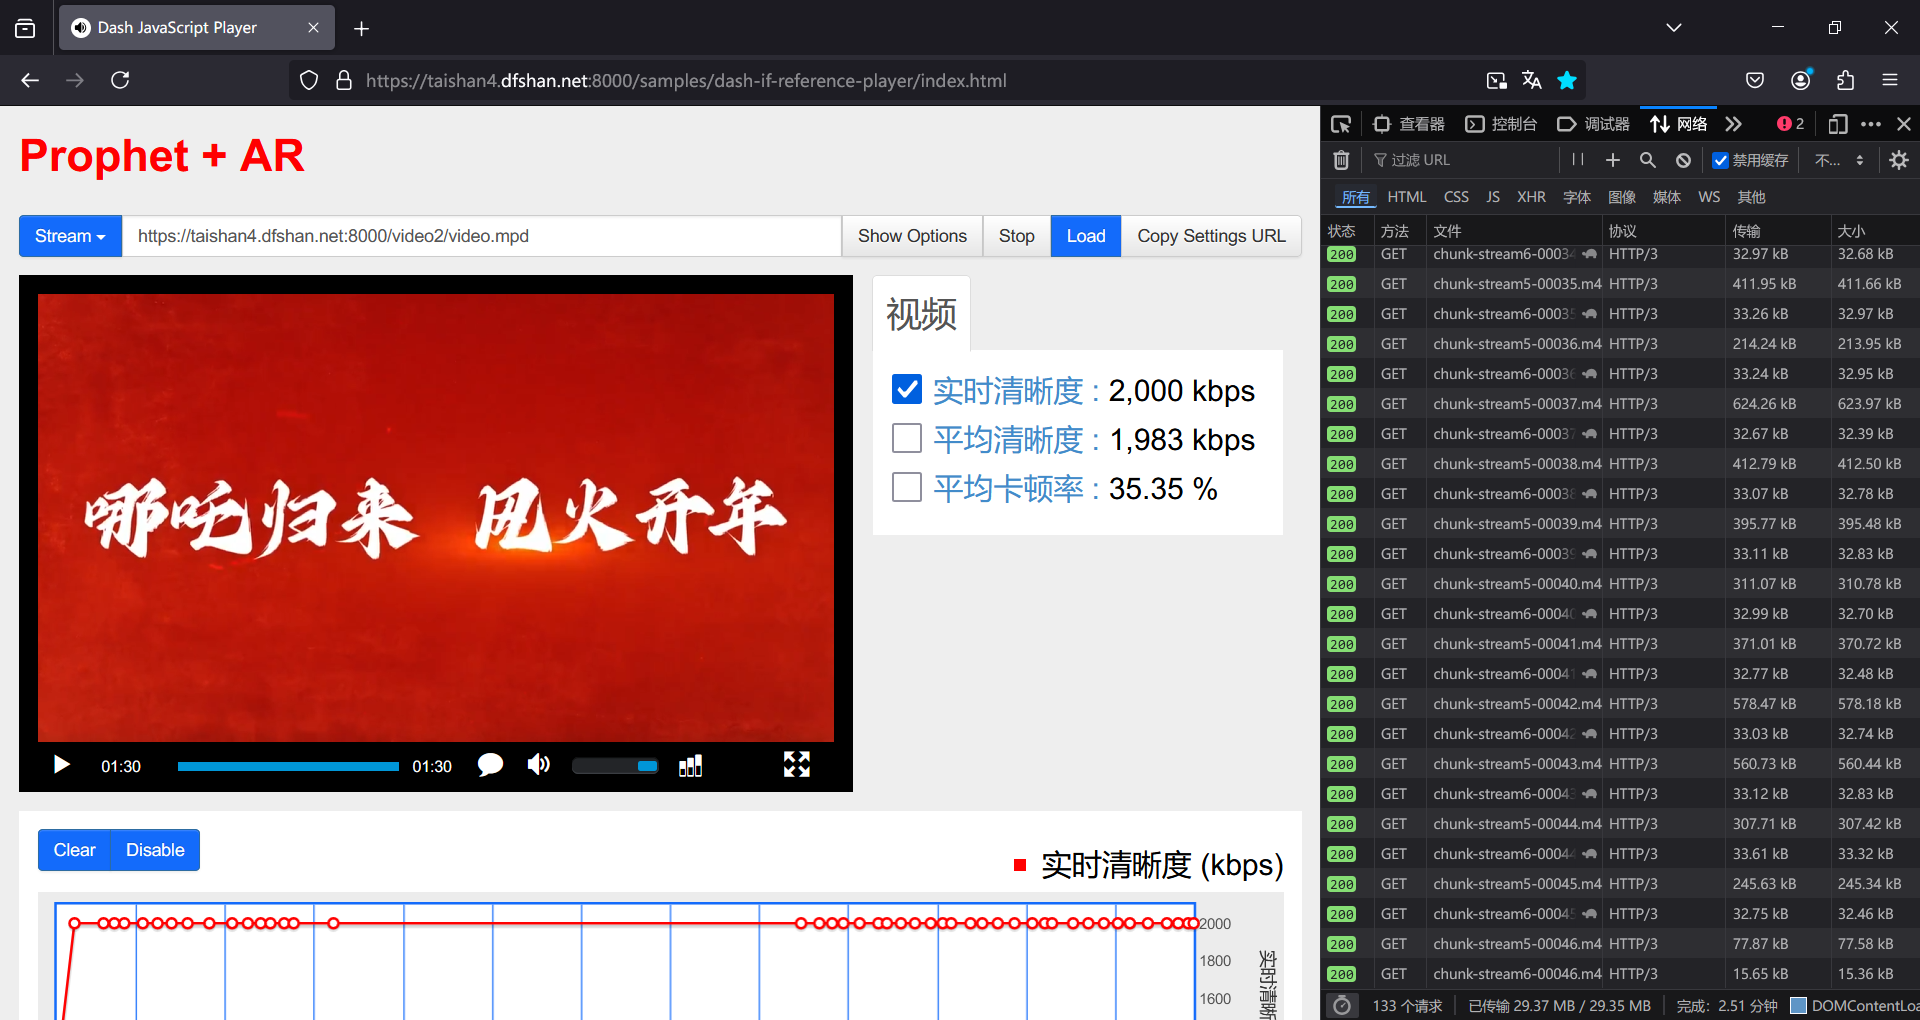 Dash JavaScript Player
https://taishan4.dfshan.net:8000/samples/dash-if-reference-player/index.html
Prophet + AR
Stream
https://taishan4.dfshan.net:8000/video2/video.mpd
Show Options
Stop
Load
Copy Settings URL
哪吒归来 风火开年
01:30
01:30
视频
实时清晰度 : 2,000 kbps
平均清晰度 : 1,983 kbps
平均卡顿率 : 35.35 %
Clear
Disable
实时清晰度 (kbps)
2000
1800
1600
实时清晰
查看器
控制台
调试器
网络
2
过滤 URL
禁用缓存
不...
所有 HTML CSS JS XHR 字体 图像 媒体 WS 其他
状态 方法 文件 协议 传输 大小
200 GET chunk-stream6-00034 HTTP/3 32.97 kB 32.68 kB
200 GET chunk-stream5-00035.m4 HTTP/3 411.95 kB 411.66 kB
200 GET chunk-stream6-00035 HTTP/3 33.26 kB 32.97 kB
200 GET chunk-stream5-00036.m4 HTTP/3 214.24 kB 213.95 kB
200 GET chunk-stream6-00036 HTTP/3 33.24 kB 32.95 kB
200 GET chunk-stream5-00037.m4 HTTP/3 624.26 kB 623.97 kB
200 GET chunk-stream6-00037 HTTP/3 32.67 kB 32.39 kB
200 GET chunk-stream5-00038.m4 HTTP/3 412.79 kB 412.50 kB
200 GET chunk-stream6-00038 HTTP/3 33.07 kB 32.78 kB
200 GET chunk-stream5-00039.m4 HTTP/3 395.77 kB 395.48 kB
200 GET chunk-stream6-00039 HTTP/3 33.11 kB 32.83 kB
200 GET chunk-stream5-00040.m4 HTTP/3 311.07 kB 310.78 kB
200 GET chunk-stream6-00040 HTTP/3 32.99 kB 32.70 kB
200 GET chunk-stream5-00041.m4 HTTP/3 371.01 kB 370.72 kB
200 GET chunk-stream6-00041 HTTP/3 32.77 kB 32.48 kB
200 GET chunk-stream5-00042.m4 HTTP/3 578.47 kB 578.18 kB
200 GET chunk-stream6-00042 HTTP/3 33.03 kB 32.74 kB
200 GET chunk-stream5-00043.m4 HTTP/3 560.73 kB 560.44 kB
200 GET chunk-stream6-00043 HTTP/3 33.12 kB 32.83 kB
200 GET chunk-stream5-00044.m4 HTTP/3 307.71 kB 307.42 kB
200 GET chunk-stream6-00044 HTTP/3 33.61 kB 33.32 kB
200 GET chunk-stream5-00045.m4 HTTP/3 245.63 kB 245.34 kB
200 GET chunk-stream6-00045 HTTP/3 32.75 kB 32.46 kB
200 GET chunk-stream5-00046.m4 HTTP/3 77.87 kB 77.58 kB
200 GET chunk-stream6-00046.m4 HTTP/3 15.65 kB 15.36 kB
133 个请求 已传输 29.37 MB / 29.35 MB 完成: 2.51 分钟 DOMContentLoa